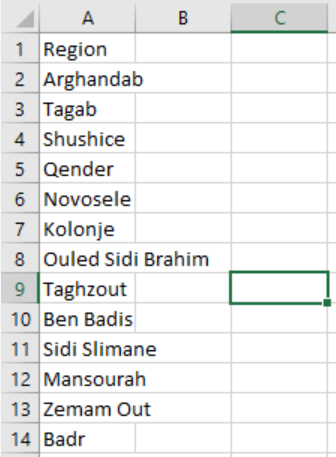 A B C
1 Region
2 Arghandab
3 Tagab
4 Shushice
5 Qender
6 Novosele
7 Kolonje
8 Ouled Sidi Brahim
9 Taghzout
10 Ben Badis
11 Sidi Slimane
12 Mansourah
13 Zemam Out
14 Badr